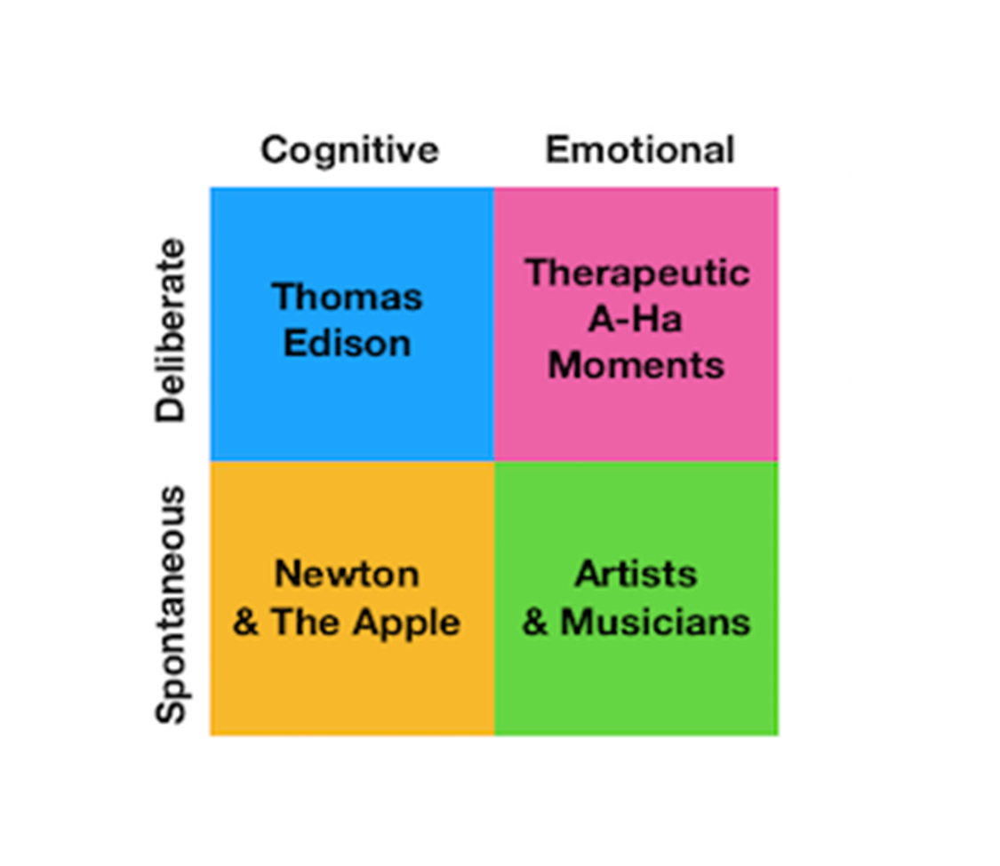 Cognitive
Emotional
Deliberate
Thomas
Edison
Therapeutic
A-Ha
Moments
Spontaneous
Newton
& The Apple
Artists
& Musicians